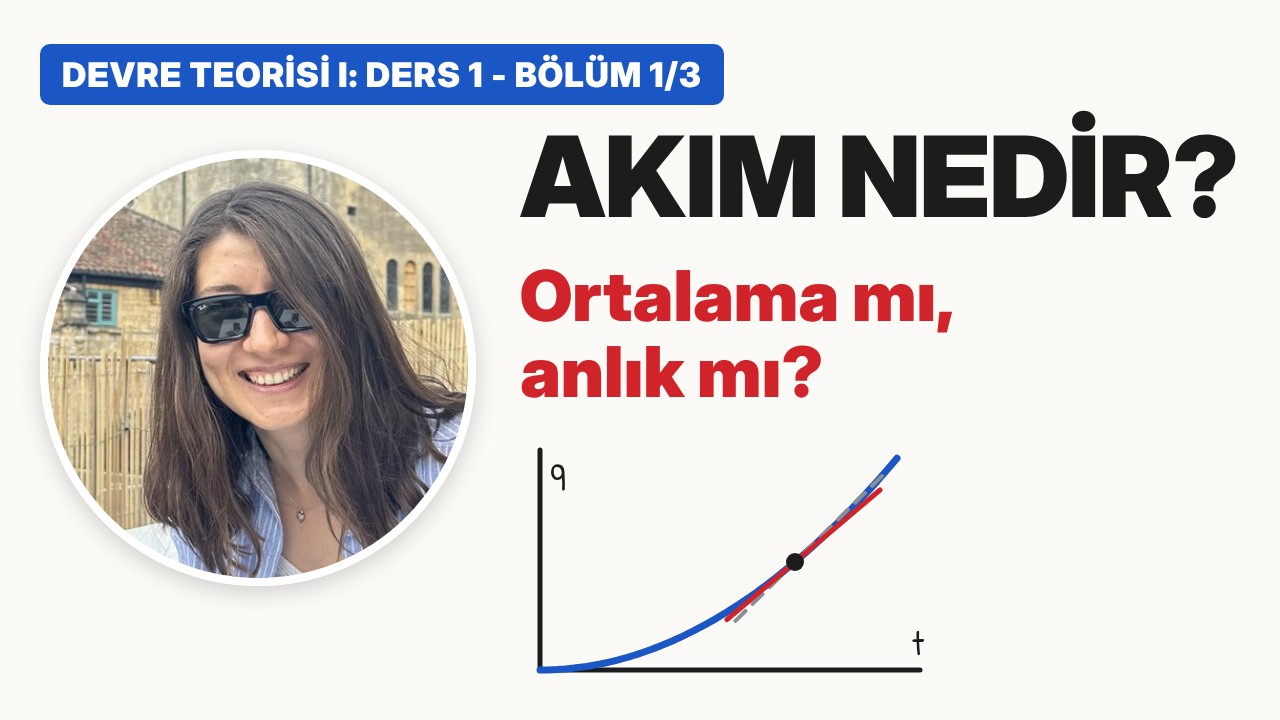 DEVRE TEORİSİ I: DERS 1 - BÖLÜM 1/3
AKIM NEDİR?
Ortalama mı,
anlık mı?
q
t